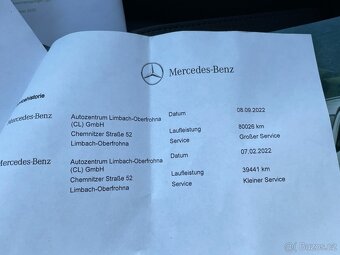 Mercedes-Benz
Mercedes-Benz
Autozentrum Limbach-Oberfrohna
(CL) GmbH
Chemnitzer Straße 52
Limbach-Oberfrohna
Datum
08.09.2022
Laufleistung
80026 km
Service
Großer Service
Mercedes-Benz
Autozentrum Limbach-Oberfrohna
(CL) GmbH
Chemnitzer Straße 52
Limbach-Oberfrohna
Datum
07.02.2022
Laufleistung
39441 km
Service
Kleiner Service